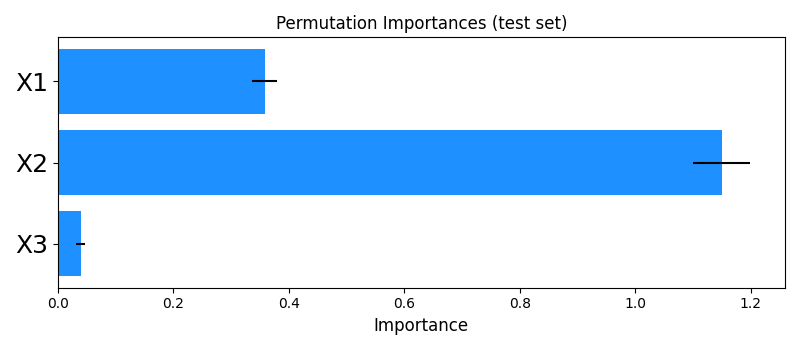 Permutation Importances (test set)
X1
X2
X3
0.0 0.2 0.4 0.6 0.8 1.0 1.2
Importance